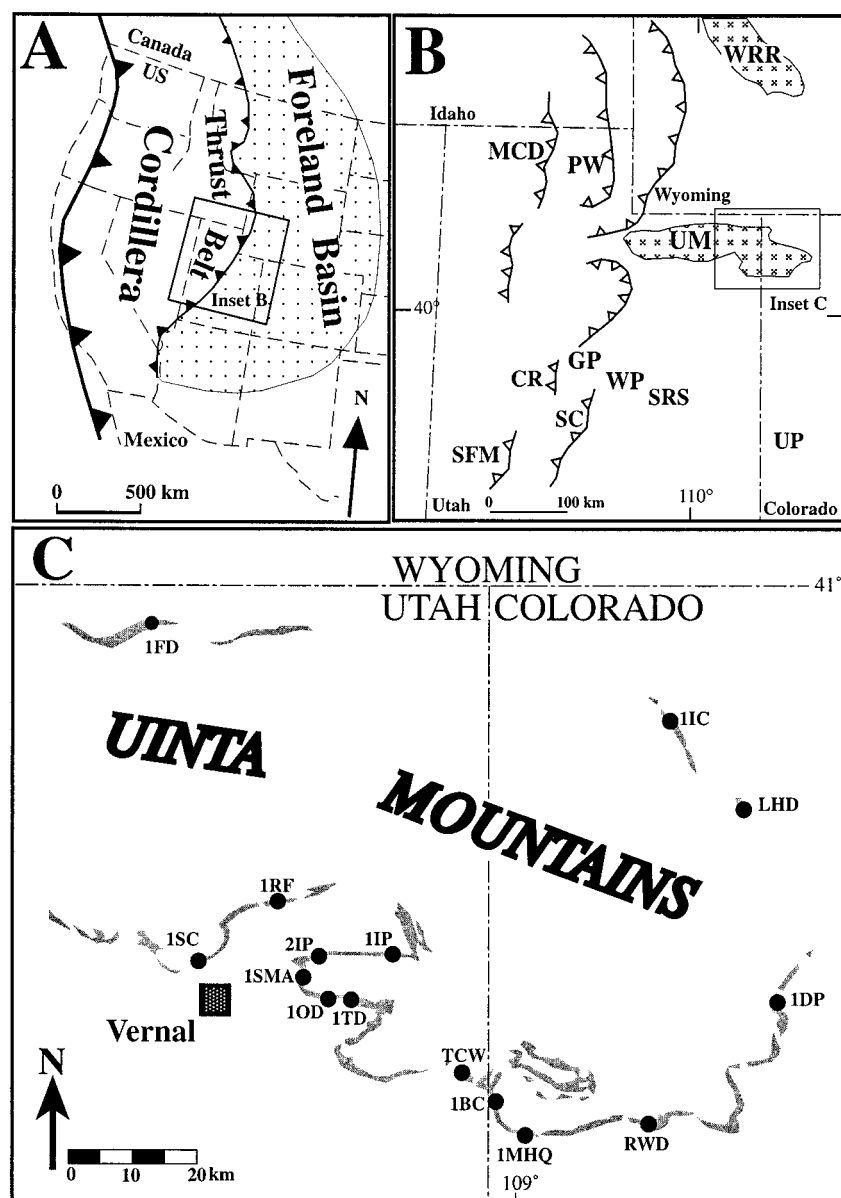 A
Canada
US
Cordillera
Thrust
Belt
Foreland Basin
Inset B
Mexico
N
0 500 km
B
WRR
Idaho
MCD
PW
Wyoming
UM
40°
Inset C
GP
CR
WP
SRS
SC
UP
SFM
110°
Utah
0 100 km
Colorado
C
WYOMING
41°
UTAH COLORADO
1FD
1IC
UINTA
MOUNTAINS
LHD
1RF
1SC
2IP
1IP
1SMA
1OD
1TD
1DP
Vernal
N
TCW
1BC
1MHQ
RWD
0 10 20 km
109°